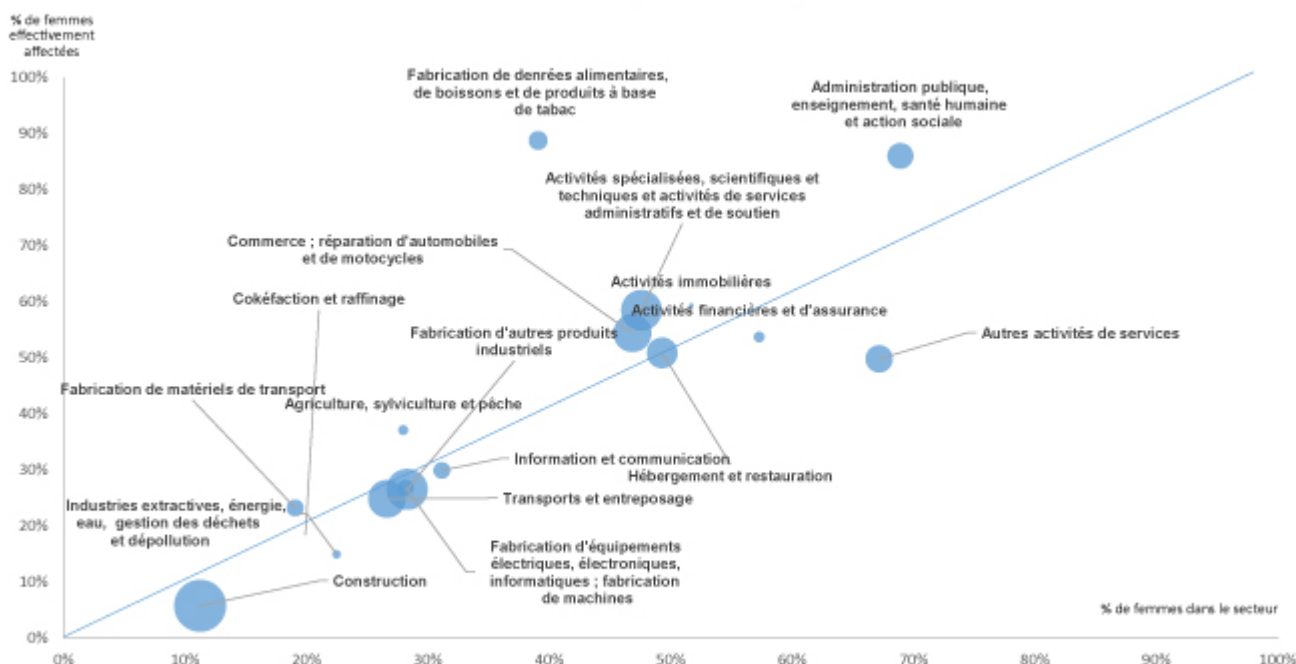 % de femmes
effectivement
affectées
100%
90%
80%
70%
60%
50%
40%
30%
20%
10%
0%
Fabrication de denrées alimentaires,
de boissons et de produits à base
de tabac
Administration publique,
enseignement, santé humaine
et action sociale
Activités spécialisées, scientifiques et
techniques et activités de services
administratifs et de soutien
Commerce ; réparation d'automobiles
et de motocycles
Activités immobilières
Cokéfaction et raffinage
Activités financières et d'assurance
Fabrication d'autres produits
industriels
Autres activités de services
Fabrication de matériels de transport
Agriculture, sylviculture et pêche
Information et communication
Hébergement et restauration
Transports et entreposage
Industries extractives, énergie,
eau, gestion des déchets
et dépollution
Fabrication d'équipements
électriques, électroniques,
informatiques ; fabrication
de machines
Construction
% de femmes dans le secteur
0% 10% 20% 30% 40% 50% 60% 70% 80% 90% 100%